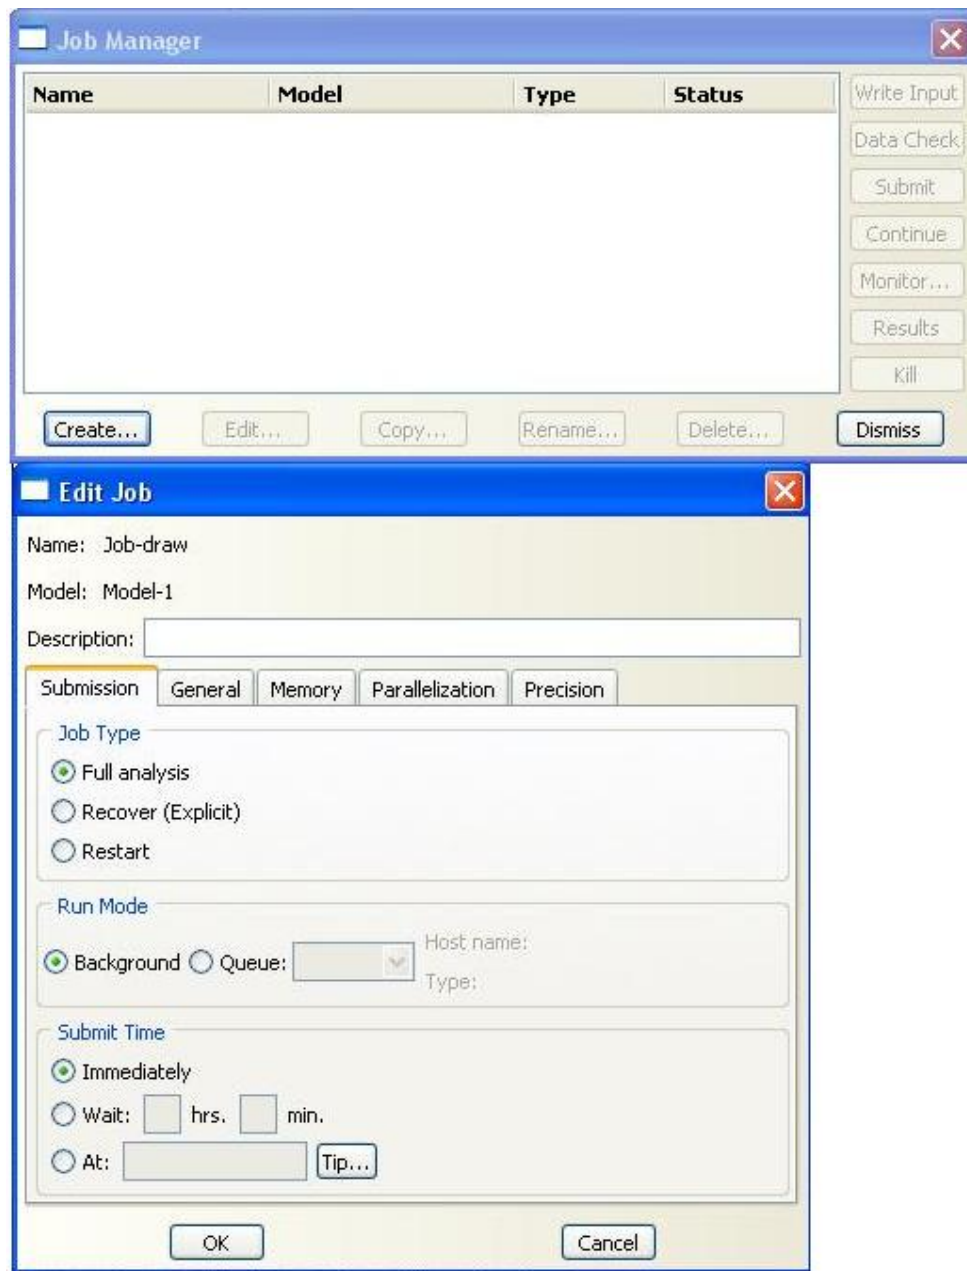 Job Manager
Name Model Type Status
Write Input
Data Check
Submit
Continue
Monitor...
Results
Kill
Create... Edit... Copy... Rename... Delete... Dismiss
Edit Job
Name: Job-draw
Model: Model-1
Description:
Submission General Memory Parallelization Precision
Job Type
Full analysis
Recover (Explicit)
Restart
Run Mode
Background Queue: Host name:
Type:
Submit Time
Immediately
Wait: hrs. min.
At: Tip...
OK Cancel